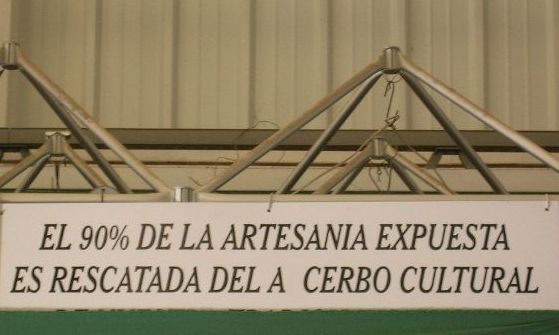 EL 90% DE LA ARTESANIA EXPUESTA
ES RESCATADA DEL A CERBO CULTURAL